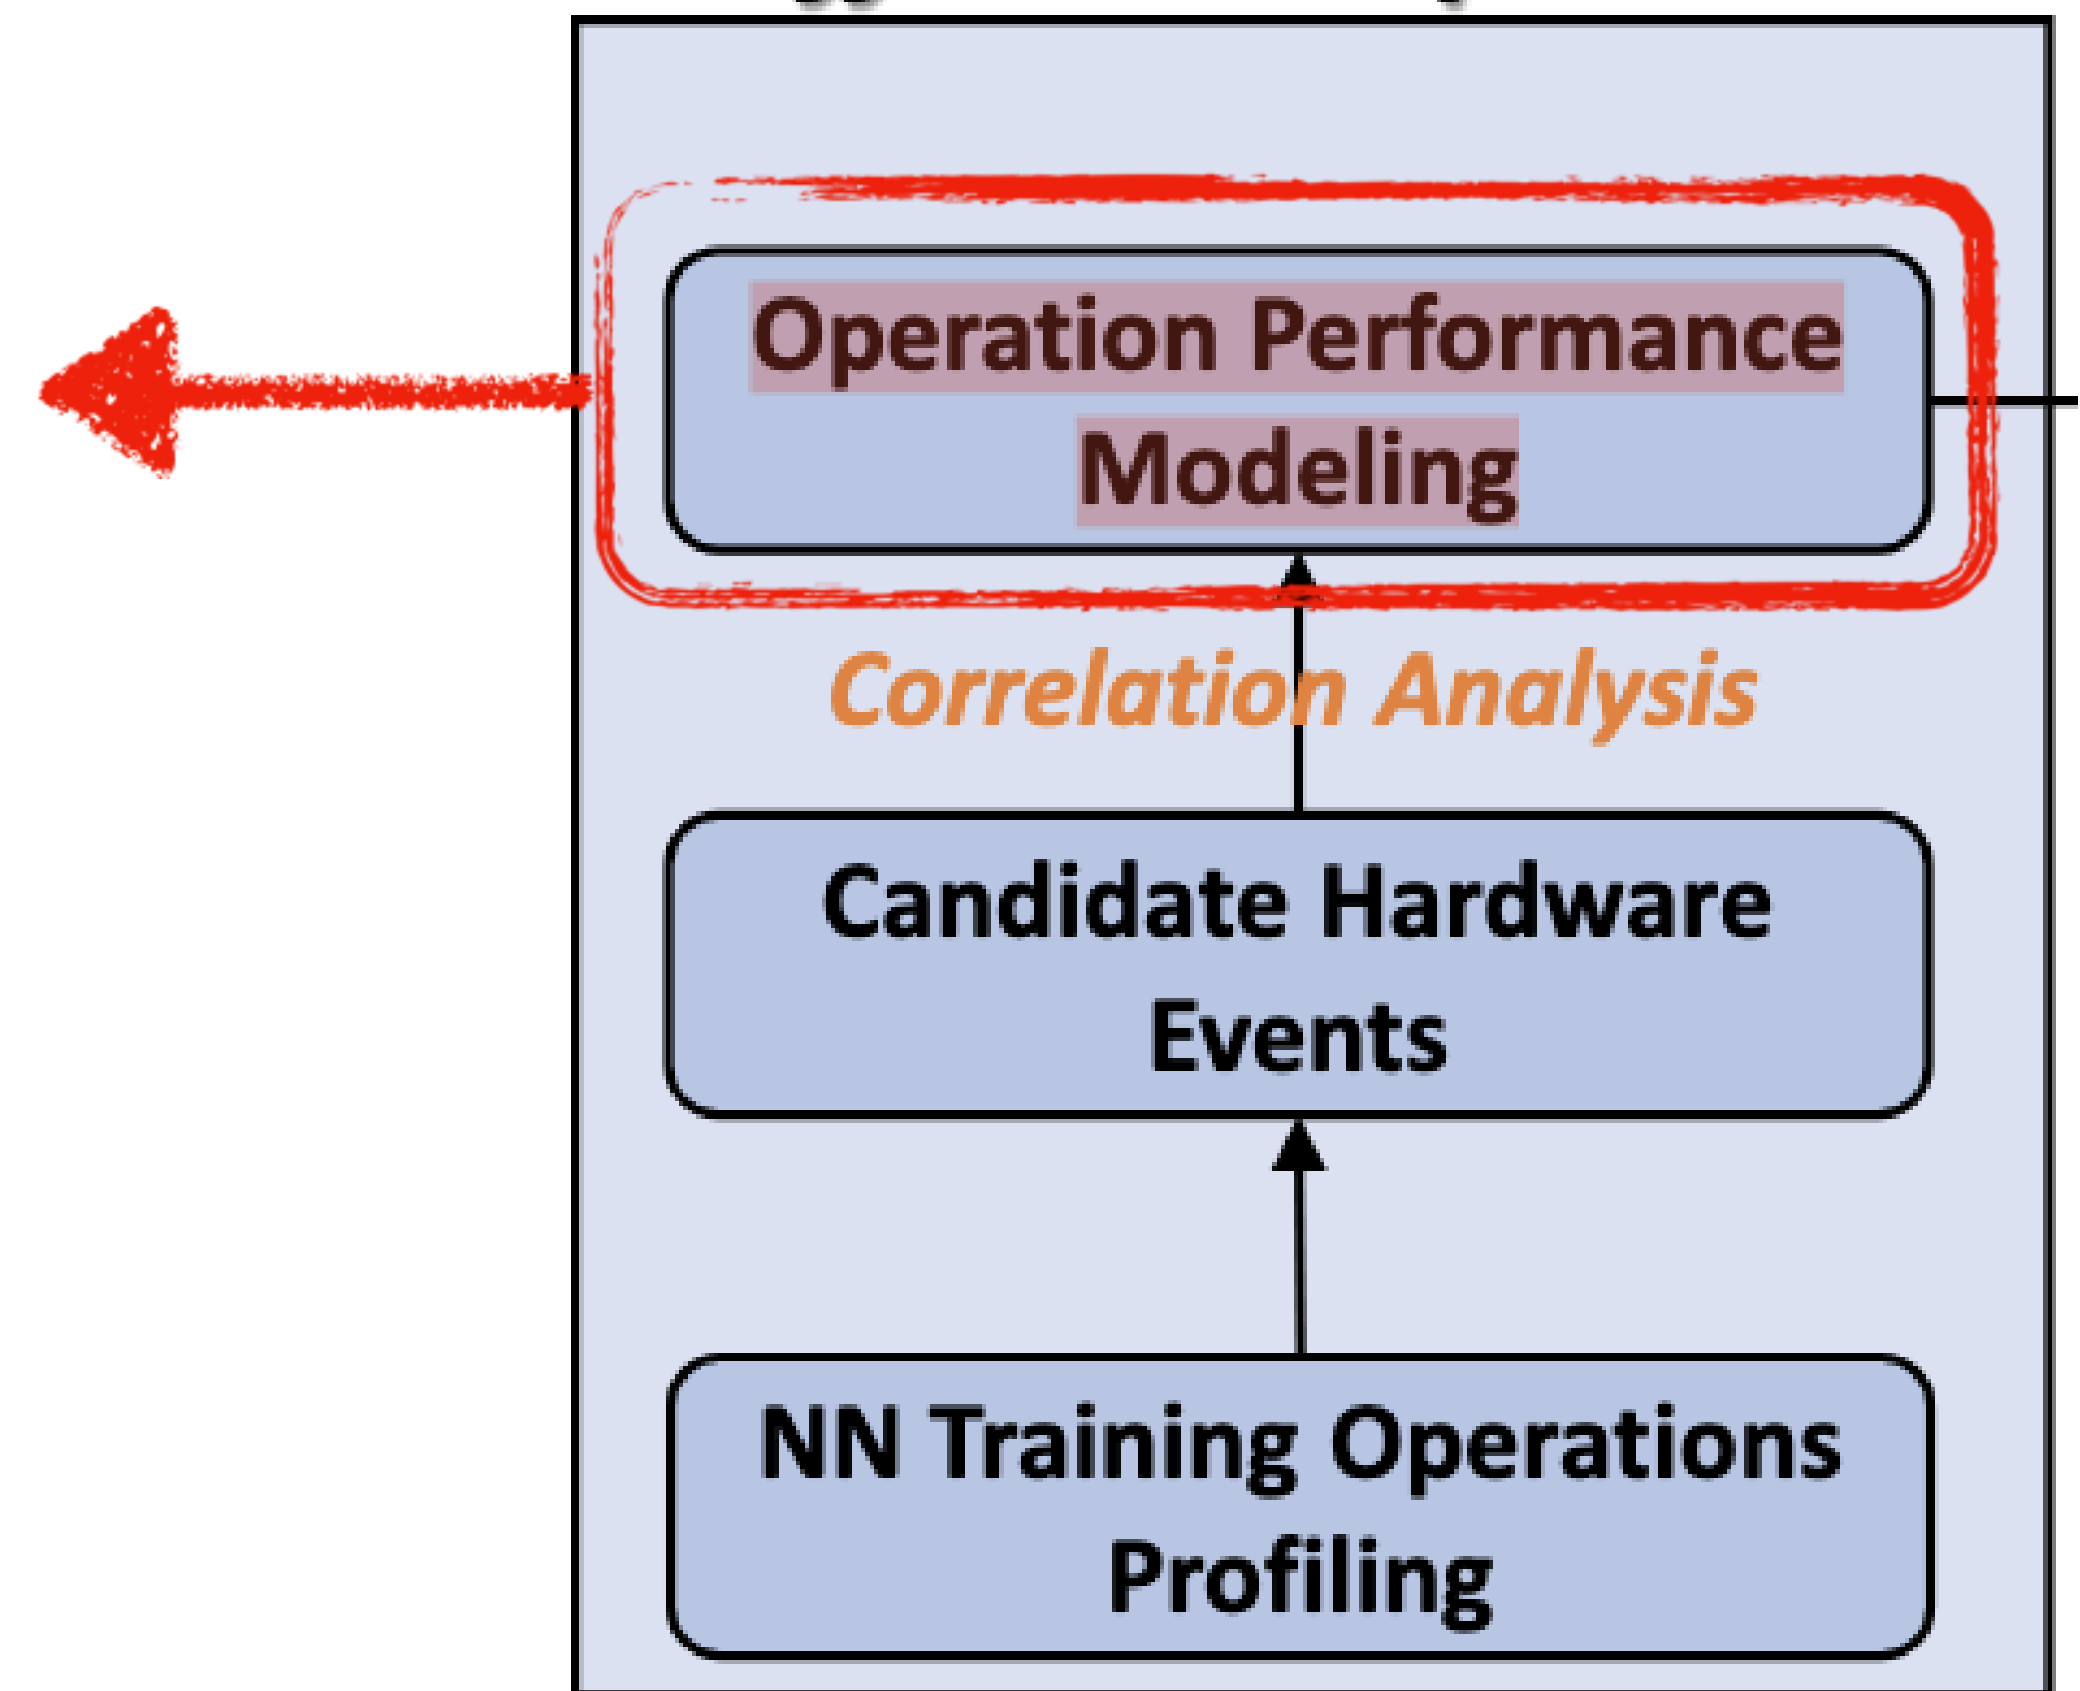 Operation Performance
Modeling
Correlation Analysis
Candidate Hardware
Events
NN Training Operations
Profiling